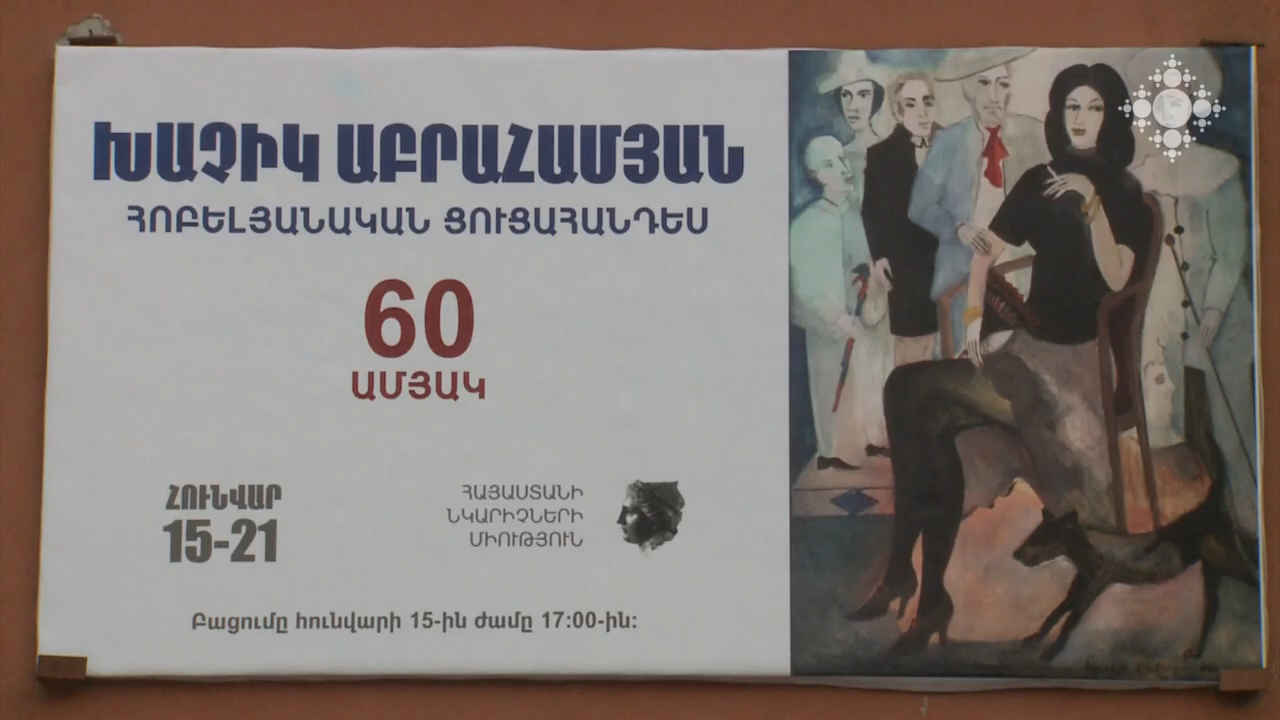 ԽԱՉԻԿ ԱԲՐԱՀԱՄՅԱՆ
ՀՈԲԵԼՅԱՆԱԿԱՆ ՑՈՒՑԱՀԱՆԴԵՍ
60
ԱՄՅԱԿ
ՀՈՒՆՎԱՐ
15-21
ՀԱՅԱՍՏԱՆԻ
ՆԿԱՐԻՉՆԵՐԻ
ՄԻՈՒԹՅՈՒՆ
Բացումը հունվարի 15-ին ժամը 17:00-ին: